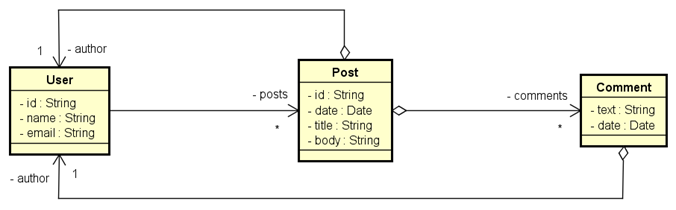 1
- author
User
- id : String
- name : String
- email : String
- posts
*
Post
- id : String
- date : Date
- title : String
- body : String
- comments
*
Comment
- text : String
- date : Date
- author
1